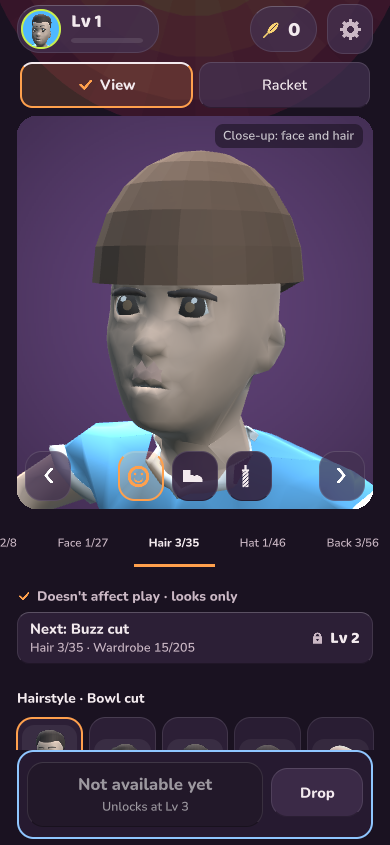 Lv 1
0
View
Racket
Close-up: face and hair
2/8
Face 1/27
Hair 3/35
Hat 1/46
Back 3/56
Doesn't affect play · looks only
Next: Buzz cut
Hair 3/35 · Wardrobe 15/205
Lv 2
Hairstyle · Bowl cut
Not available yet
Unlocks at Lv 3
Drop